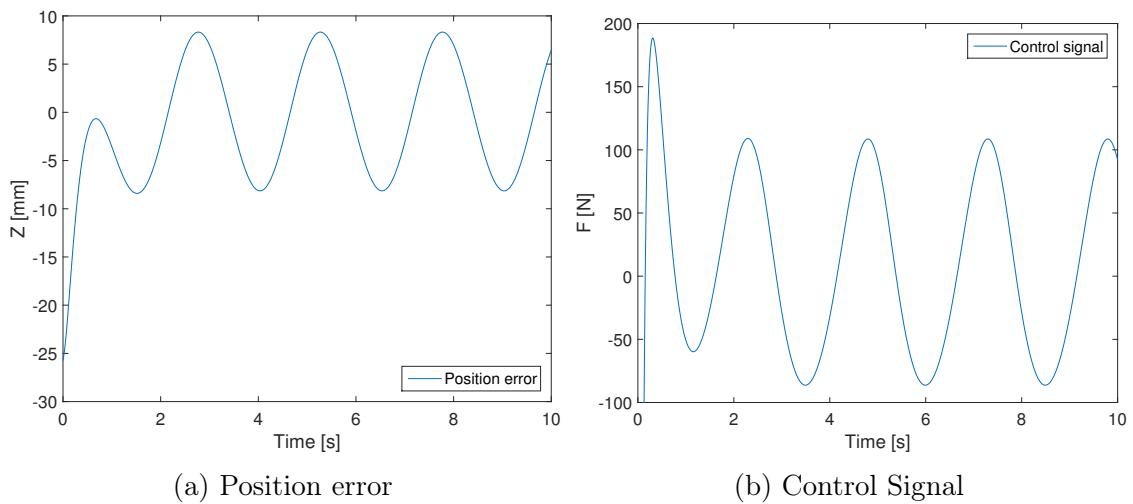 10
5
0
-5
-10
-15
-20
-25
-30
Z [mm]
0 2 4 6 8 10
Time [s]
Position error
(a) Position error
200
150
100
50
0
-50
-100
F [N]
0 2 4 6 8 10
Time [s]
Control signal
(b) Control Signal